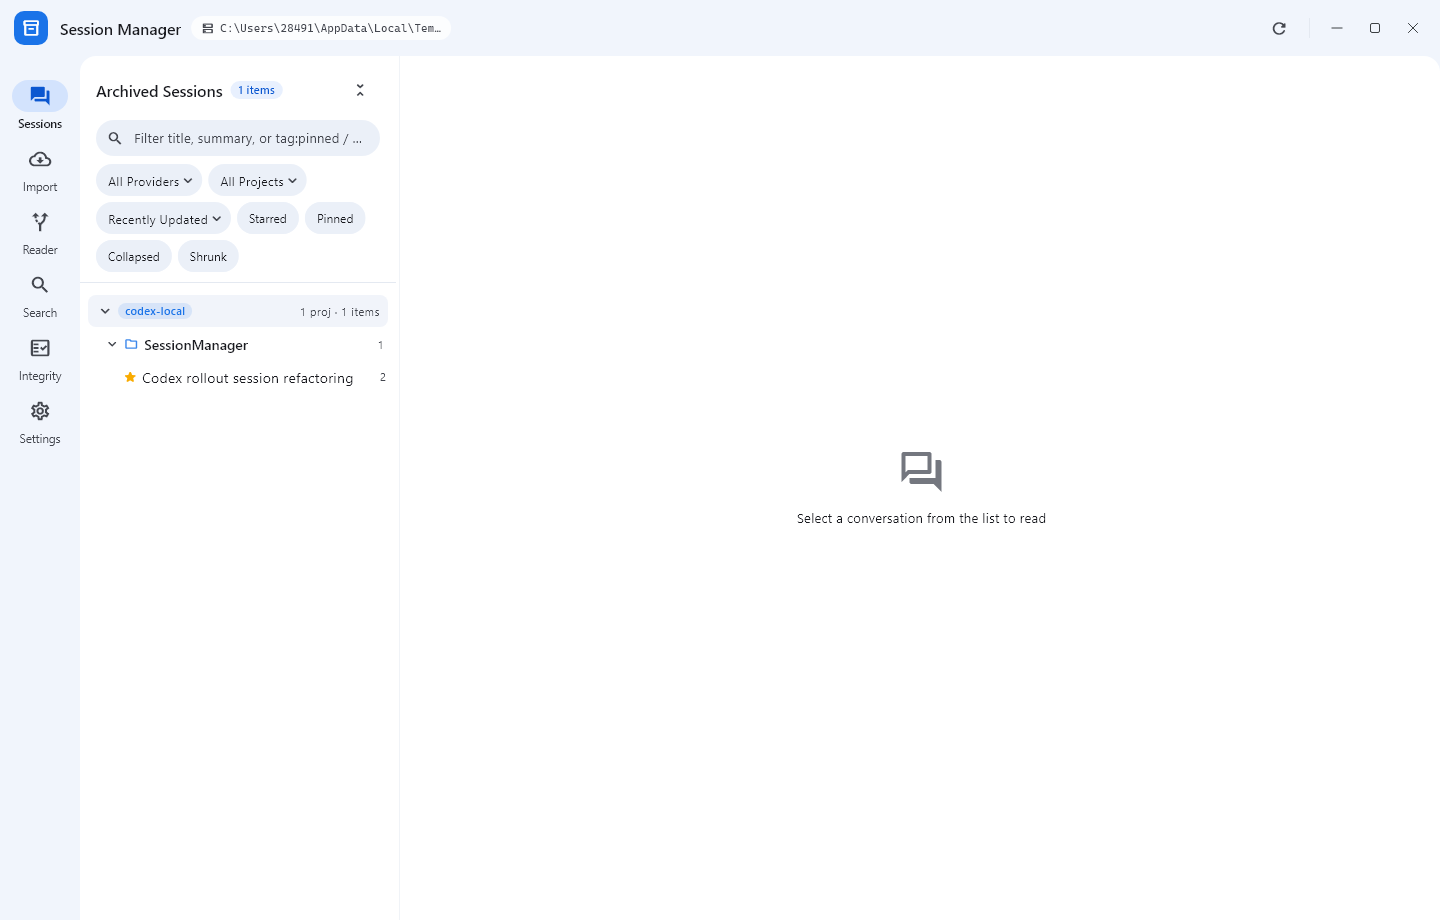 Session Manager
C:\Users\28491\AppData\Local\Tem…
Sessions
Import
Reader
Search
Integrity
Settings
Archived Sessions
1 items
Filter title, summary, or tag:pinned / ...
All Providers
All Projects
Recently Updated
Starred
Pinned
Collapsed
Shrunk
codex-local
1 proj · 1 items
SessionManager
1
Codex rollout session refactoring
2
Select a conversation from the list to read